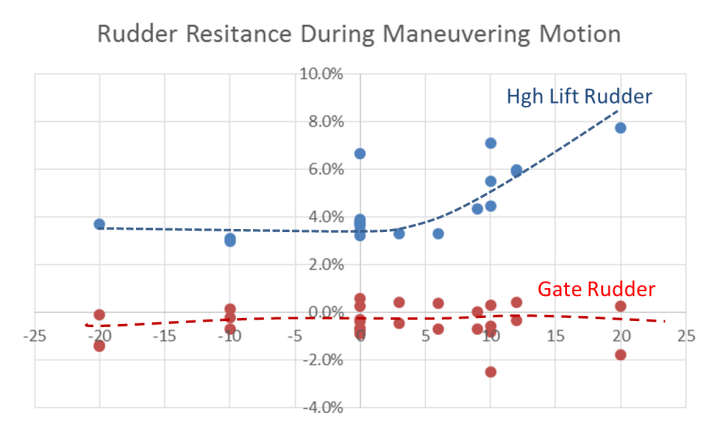 Rudder Resitance During Maneuvering Motion
10.0%
Hgh Lift Rudder
8.0%
6.0%
4.0%
2.0%
Gate Rudder
0.0%
-25 -20 -15 -10 -5 0 5 10 15 20 25
-2.0%
-4.0%